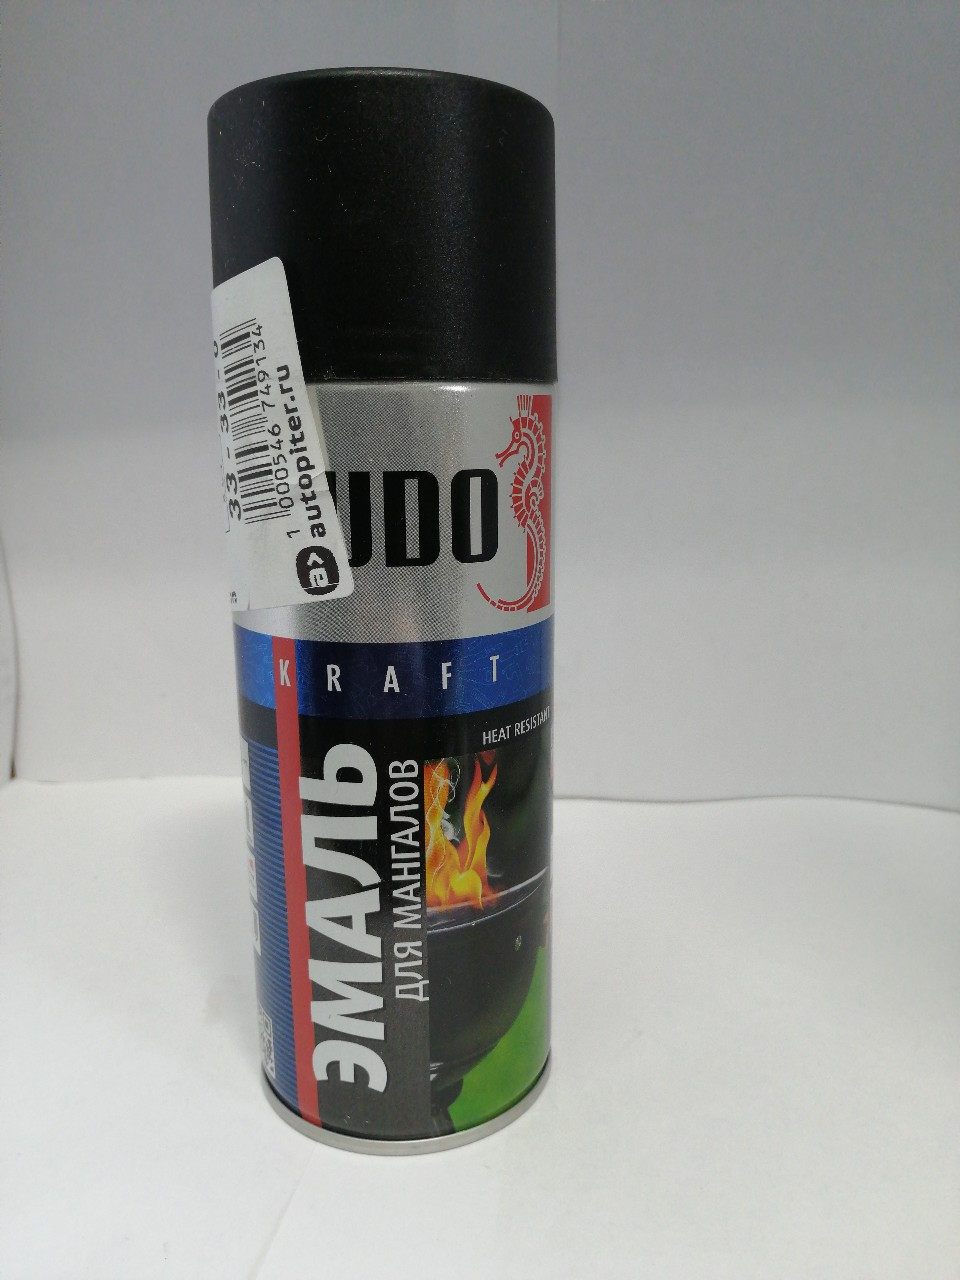 33 - 33 - 0
1 000546 749134
autopiter.ru
UDO
KRAFT
HEAT RESISTANT
ЭМАЛЬ
ДЛЯ МАНГАЛОВ